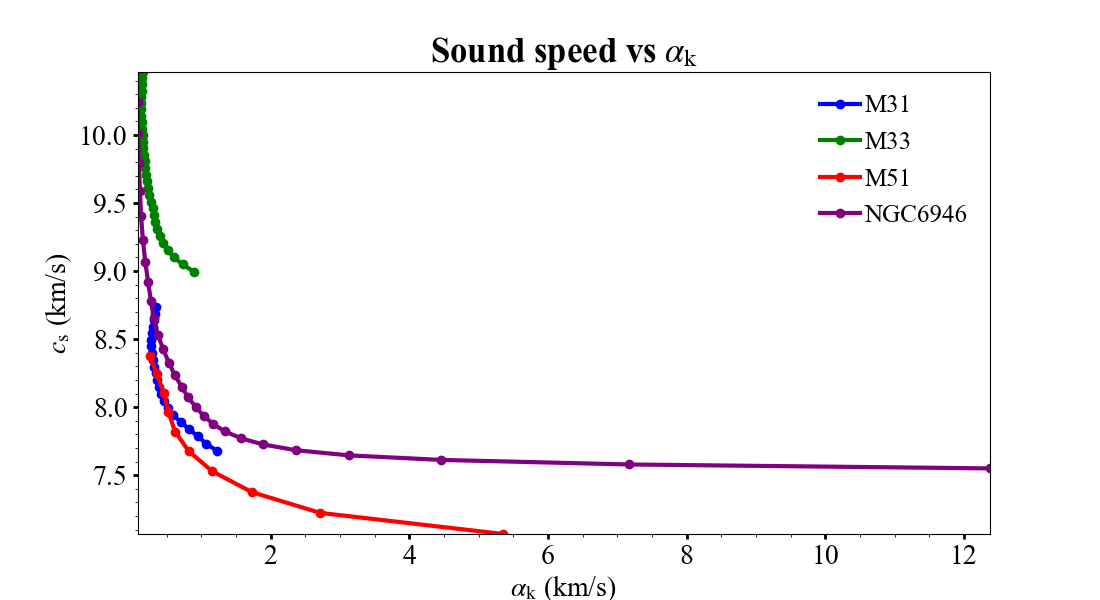 Sound speed vs αk
M31
M33
M51
NGC6946
10.0
9.5
9.0
8.5
8.0
7.5
cs (km/s)
2 4 6 8 10 12
αk (km/s)